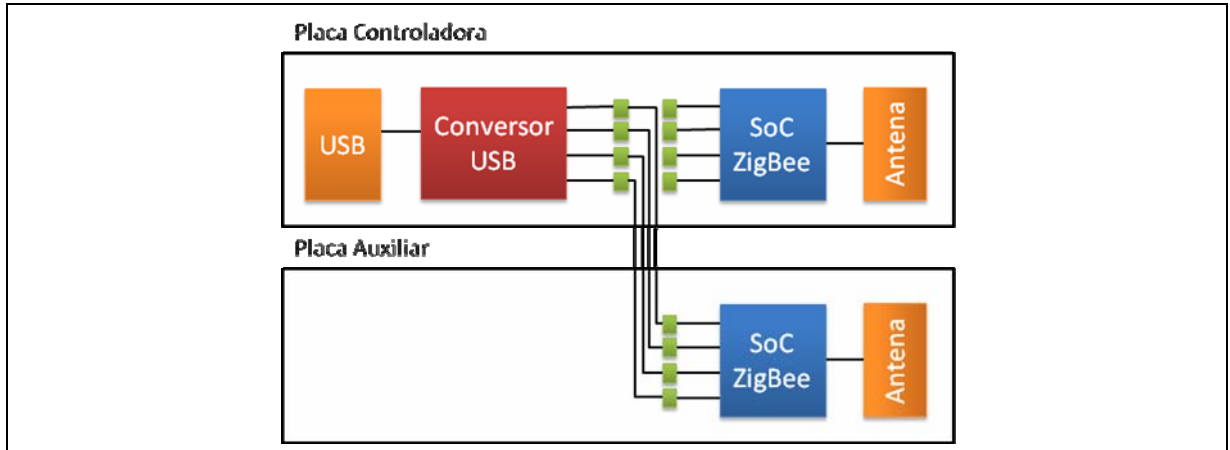 Placa Controladora
USB
Conversor
USB
SoC
ZigBee
Antena
Placa Auxiliar
SoC
ZigBee
Antena